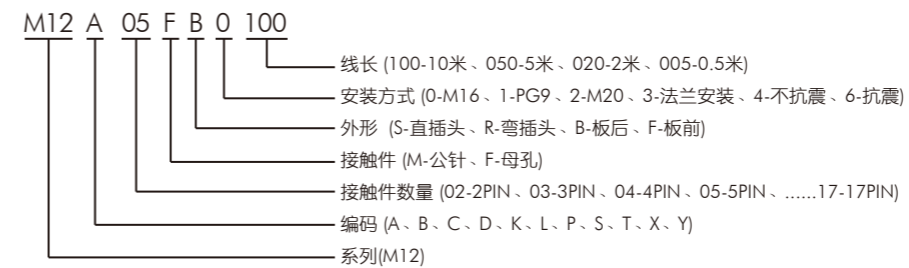 M12 A 05 F B 0 100
线长 (100-10米、050-5米、020-2米、005-0.5米)
安装方式 (0-M16、1-PG9、2-M20、3-法兰安装、4-不抗震、6-抗震)
外形 (S-直插头、R-弯插头、B-板后、F-板前)
接触件 (M-公针、F-母孔)
接触件数量 (02-2PIN、03-3PIN、04-4PIN、05-5PIN、......17-17PIN)
编码 (A、B、C、D、K、L、P、S、T、X、Y)
系列(M12)